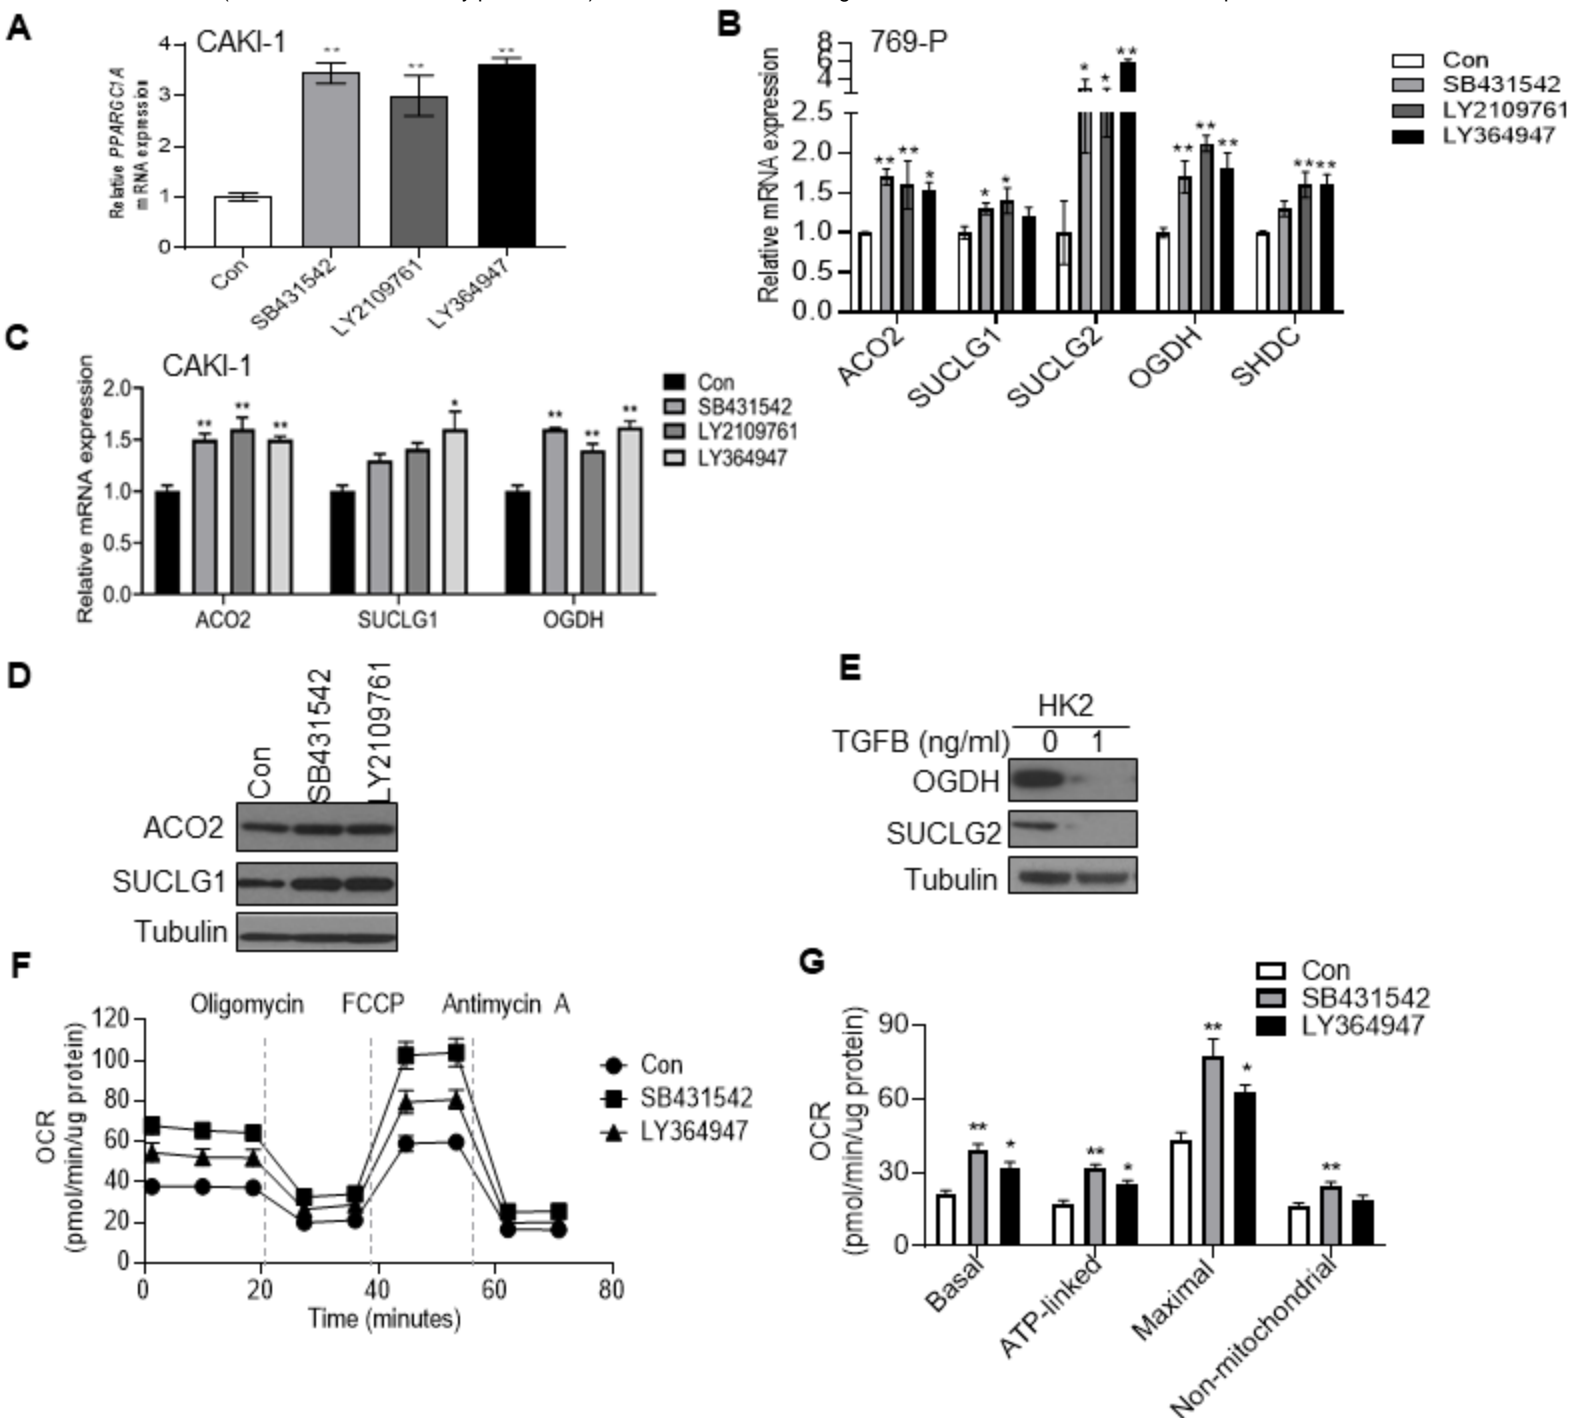 A
CAKI-1
Relative PPARGC1A
mRNA expression
4
3
2
1
0
**
**
**
Con
SB431542
LY2109761
LY364947
B
769-P
Relative mRNA expression
8
6
4
2.5
2.0
1.5
1.0
0.5
0.0
** ** *
* *
* * **
** ** **
** **
ACO2
SUCLG1
SUCLG2
OGDH
SHDC
Con
SB431542
LY2109761
LY364947
C
CAKI-1
Relative mRNA expression
2.0
1.5
1.0
0.5
0.0
** ** **
*
** ** **
ACO2
SUCLG1
OGDH
Con
SB431542
LY2109761
LY364947
D
Con
SB431542
LY2109761
ACO2
SUCLG1
Tubulin
E
HK2
TGFB (ng/ml) 0 1
OGDH
SUCLG2
Tubulin
F
Oligomycin FCCP Antimycin A
OCR
(pmol/min/ug protein)
120
100
80
60
40
20
0
0 20 40 60 80
Time (minutes)
Con
SB431542
LY364947
G
Con
SB431542
LY364947
OCR
(pmol/min/ug protein)
90
60
30
0
** *
** *
** *
**
Basal
ATP-linked
Maximal
Non-mitochondrial